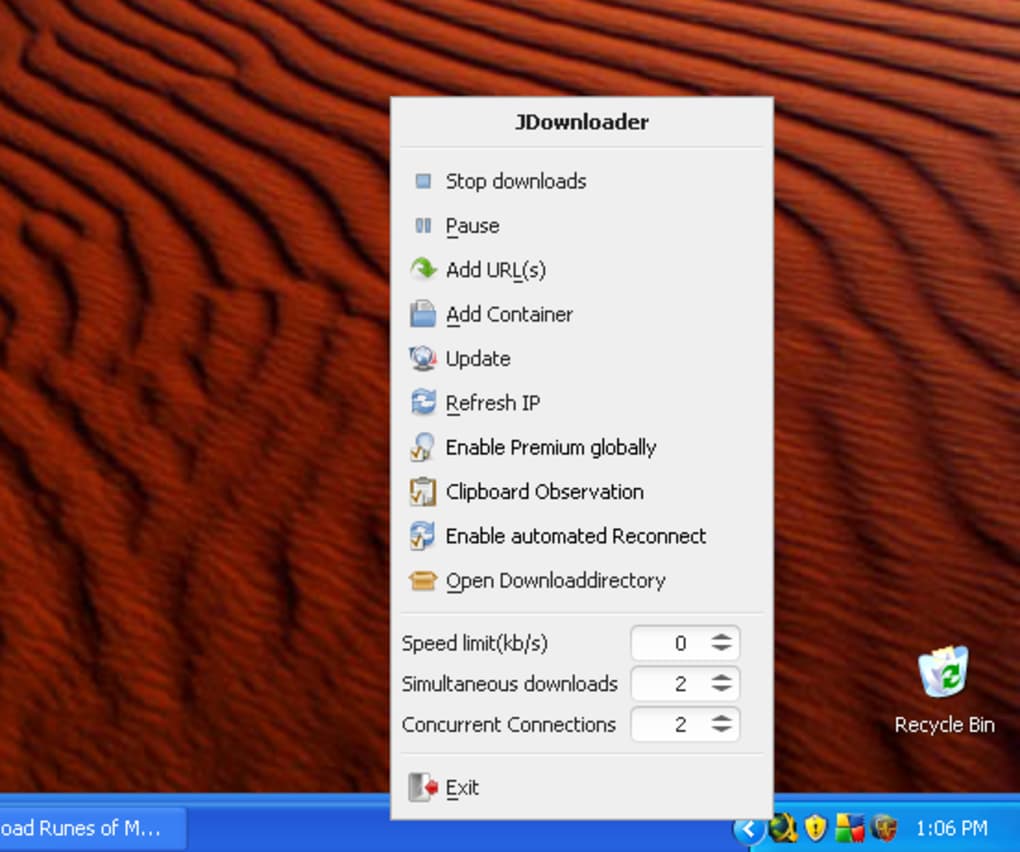 JDownloader
Stop downloads
Pause
Add URL(s)
Add Container
Update
Refresh IP
Enable Premium globally
Clipboard Observation
Enable automated Reconnect
Open Downloaddirectory
Speed limit(kb/s) 0
Simultaneous downloads 2
Concurrent Connections 2
Exit
Recycle Bin
oad Runes of M...
1:06 PM